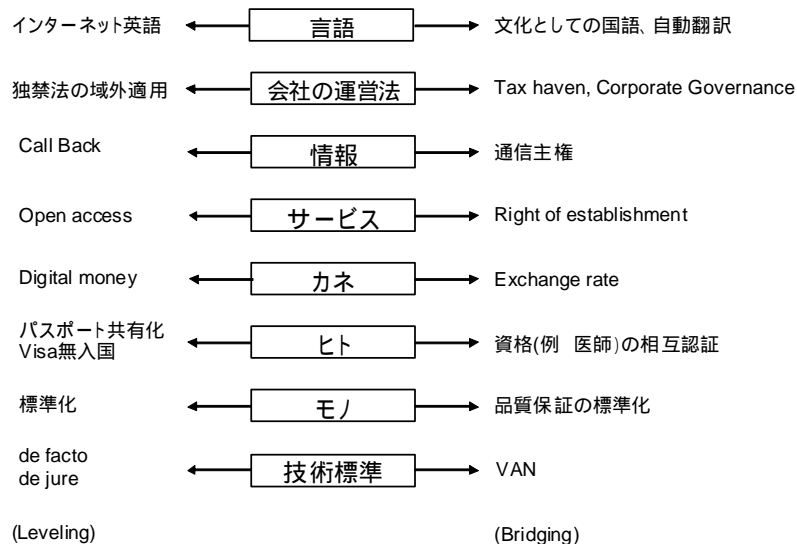 インターネット英語 言語 文化としての国語、自動翻訳
独禁法の域外適用 会社の運営法 Tax haven, Corporate Governance
Call Back 情報 通信主権
Open access サービス Right of establishment
Digital money カネ Exchange rate
パスポート共有化
Visa無入国 ヒト 資格(例 医師)の相互認証
標準化 モノ 品質保証の標準化
de facto
de jure 技術標準 VAN
(Leveling) (Bridging)